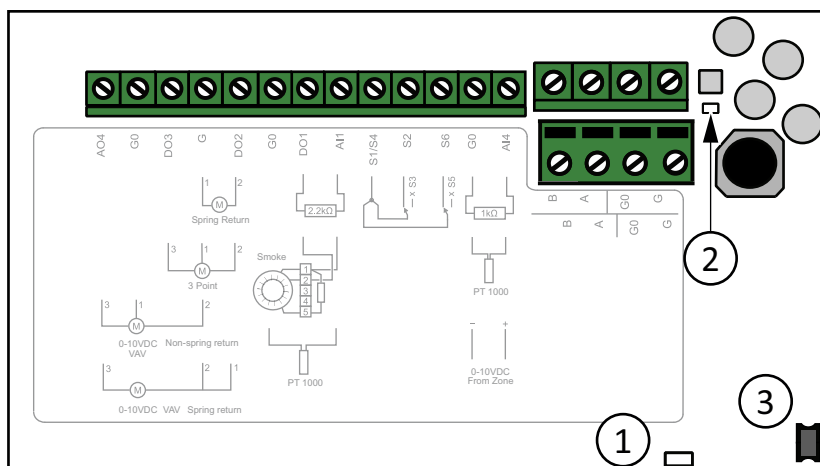 AO4 G0 DO3 G DO2 G0 DO1 AI1 S1/S4 S2 S6 G0 AI4
B A G0 G
B A G0 G
1 2
M
Spring Return
2.2kΩ
x S3
x S5
1kΩ
3 1 2
M
3 Point
Smoke
1
2
3
4
5
PT 1000
3 1 2
M
0-10VDC Non-spring return
VAV
PT 1000
- +
0-10VDC
From Zone
3 2 1
M
0-10VDC VAV Spring return
2
3
1